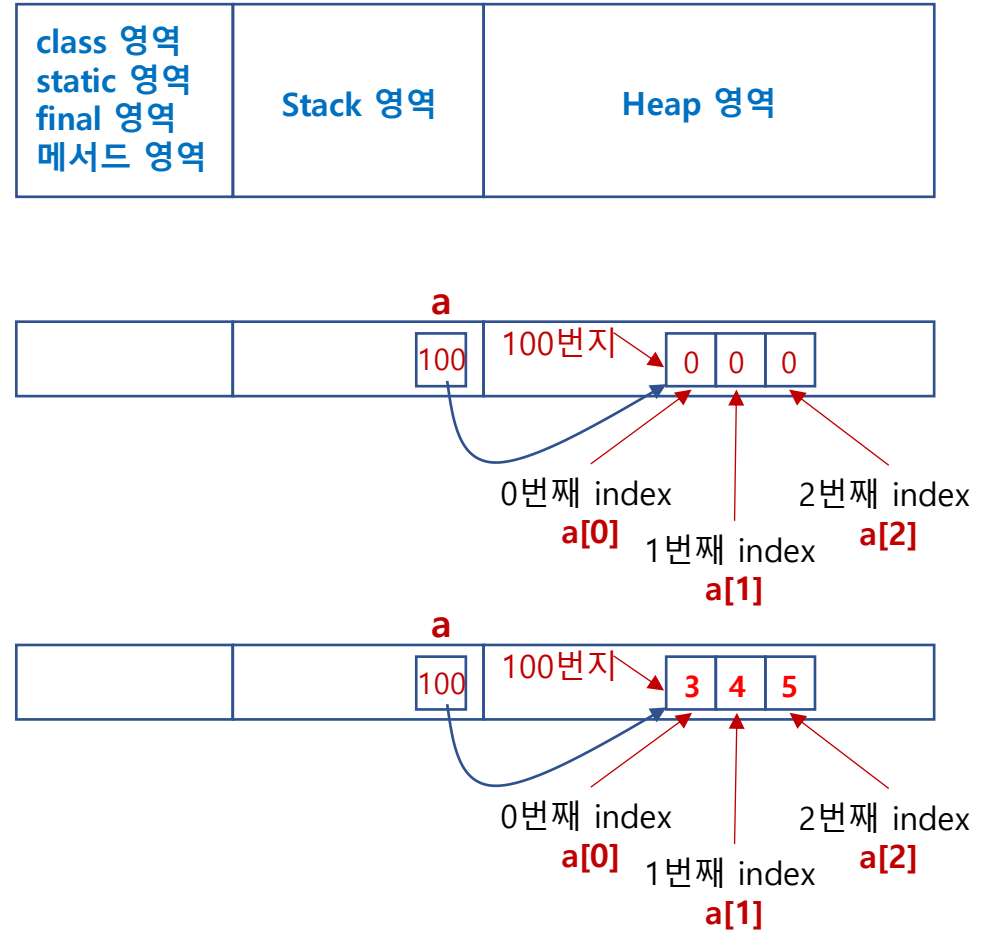 class 영역
static 영역
final 영역
메서드 영역
Stack 영역
Heap 영역
a
100
100번지
0 0 0
0번째 index
a[0]
1번째 index
a[1]
2번째 index
a[2]
a
100
100번지
3 4 5
0번째 index
a[0]
1번째 index
a[1]
2번째 index
a[2]